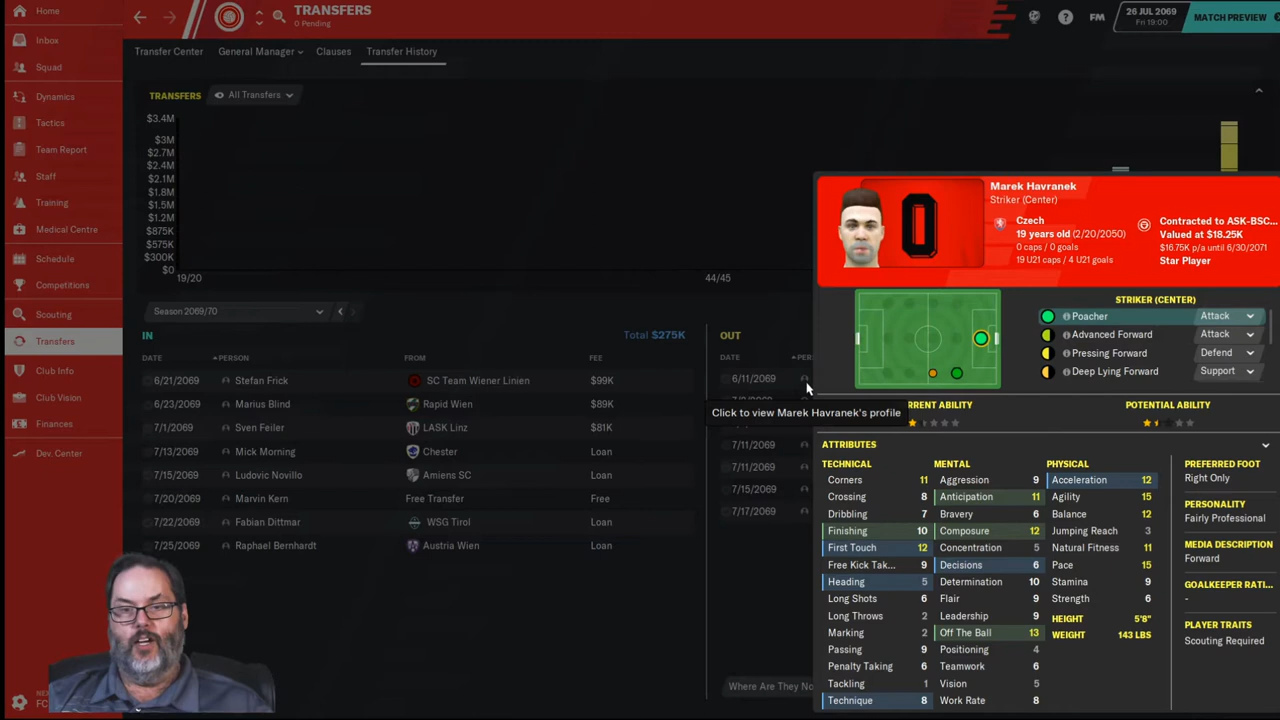 Home
Inbox
Squad
Dynamics
Tactics
Team Report
Staff
Training
Medical Centre
Schedule
Competitions
Scouting
Transfers
Club Info
Club Vision
Finances
Dev. Center
FC
TRANSFERS
0 Pending
FM
26 JUL 2069
Fri 19:00
MATCH PREVIEW
Transfer Center General Manager Clauses Transfer History
TRANSFERS All Transfers
$3.4M
$3M
$2.7M
$2.4M
$2.1M
$1.8M
$1.5M
$1.2M
$875K
$575K
$300K
$0
19/20 44/45
Season 2069/70
IN Total $275K
DATE PERSON FROM FEE
6/21/2069 Stefan Frick SC Team Wiener Linien $99K
6/23/2069 Marius Blind Rapid Wien $89K
7/1/2069 Sven Feiler LASK Linz $81K
7/13/2069 Mick Morning Chester Loan
7/15/2069 Ludovic Novillo Amiens SC Loan
7/20/2069 Marvin Kern Free Transfer Free
7/22/2069 Fabian Dittmar WSG Tirol Loan
7/25/2069 Raphael Bernhardt Austria Wien Loan
OUT
DATE PER
6/11/2069
7/11/2069
7/11/2069
7/15/2069
7/17/2069
Where Are They No
Click to view Marek Havranek's profile
0
Marek Havranek
Striker (Center)
Czech
19 years old (2/20/2050)
0 caps / 0 goals
19 U21 caps / 4 U21 goals
Contracted to ASK-BSC...
Valued at $18.25K
$16.75K p/a until 6/30/2071
Star Player
STRIKER (CENTER)
Poacher Attack
Advanced Forward Attack
Pressing Forward Defend
Deep Lying Forward Support
RRENT ABILITY
POTENTIAL ABILITY
ATTRIBUTES
TECHNICAL
Corners 11
Crossing 8
Dribbling 7
Finishing 10
First Touch 12
Free Kick Tak... 9
Heading 5
Long Shots 6
Long Throws 2
Marking 2
Passing 9
Penalty Taking 6
Tackling 1
Technique 8
MENTAL
Aggression 9
Anticipation 11
Bravery 6
Composure 12
Concentration 5
Decisions 6
Determination 10
Flair 9
Leadership 9
Off The Ball 13
Positioning 4
Teamwork 6
Vision 5
Work Rate 8
PHYSICAL
Acceleration 12
Agility 15
Balance 12
Jumping Reach 3
Natural Fitness 11
Pace 15
Stamina 9
Strength 6
HEIGHT 5'8"
WEIGHT 143 LBS
PREFERRED FOOT
Right Only
PERSONALITY
Fairly Professional
MEDIA DESCRIPTION
Forward
GOALKEEPER RATI...
-
PLAYER TRAITS
Scouting Required